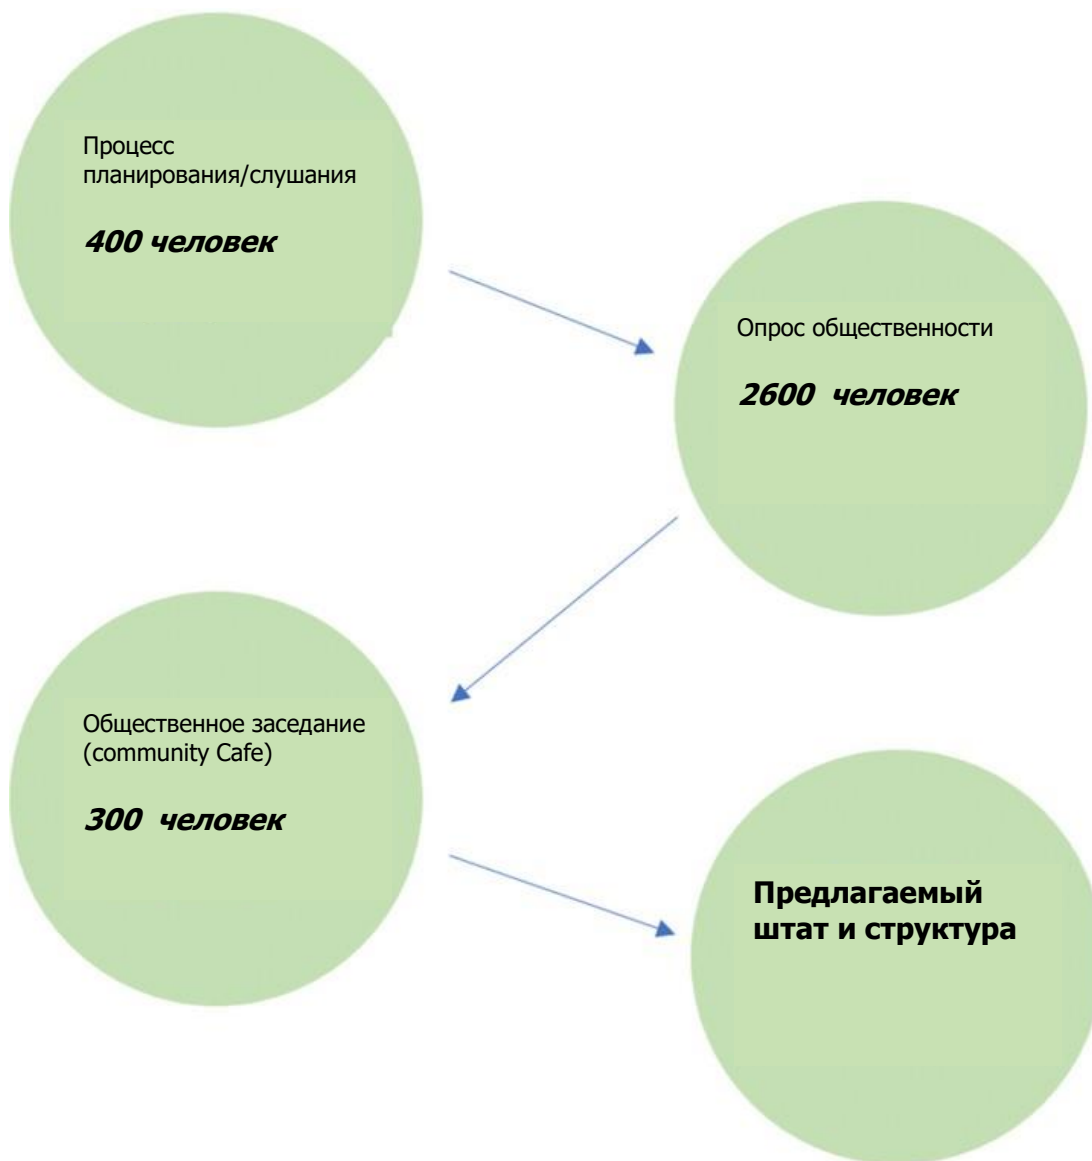 Процесс
планирования/слушания
400 человек
Опрос общественности
2600 человек
Общественное заседание
(community Cafe)
300 человек
Предлагаемый
штат и структура